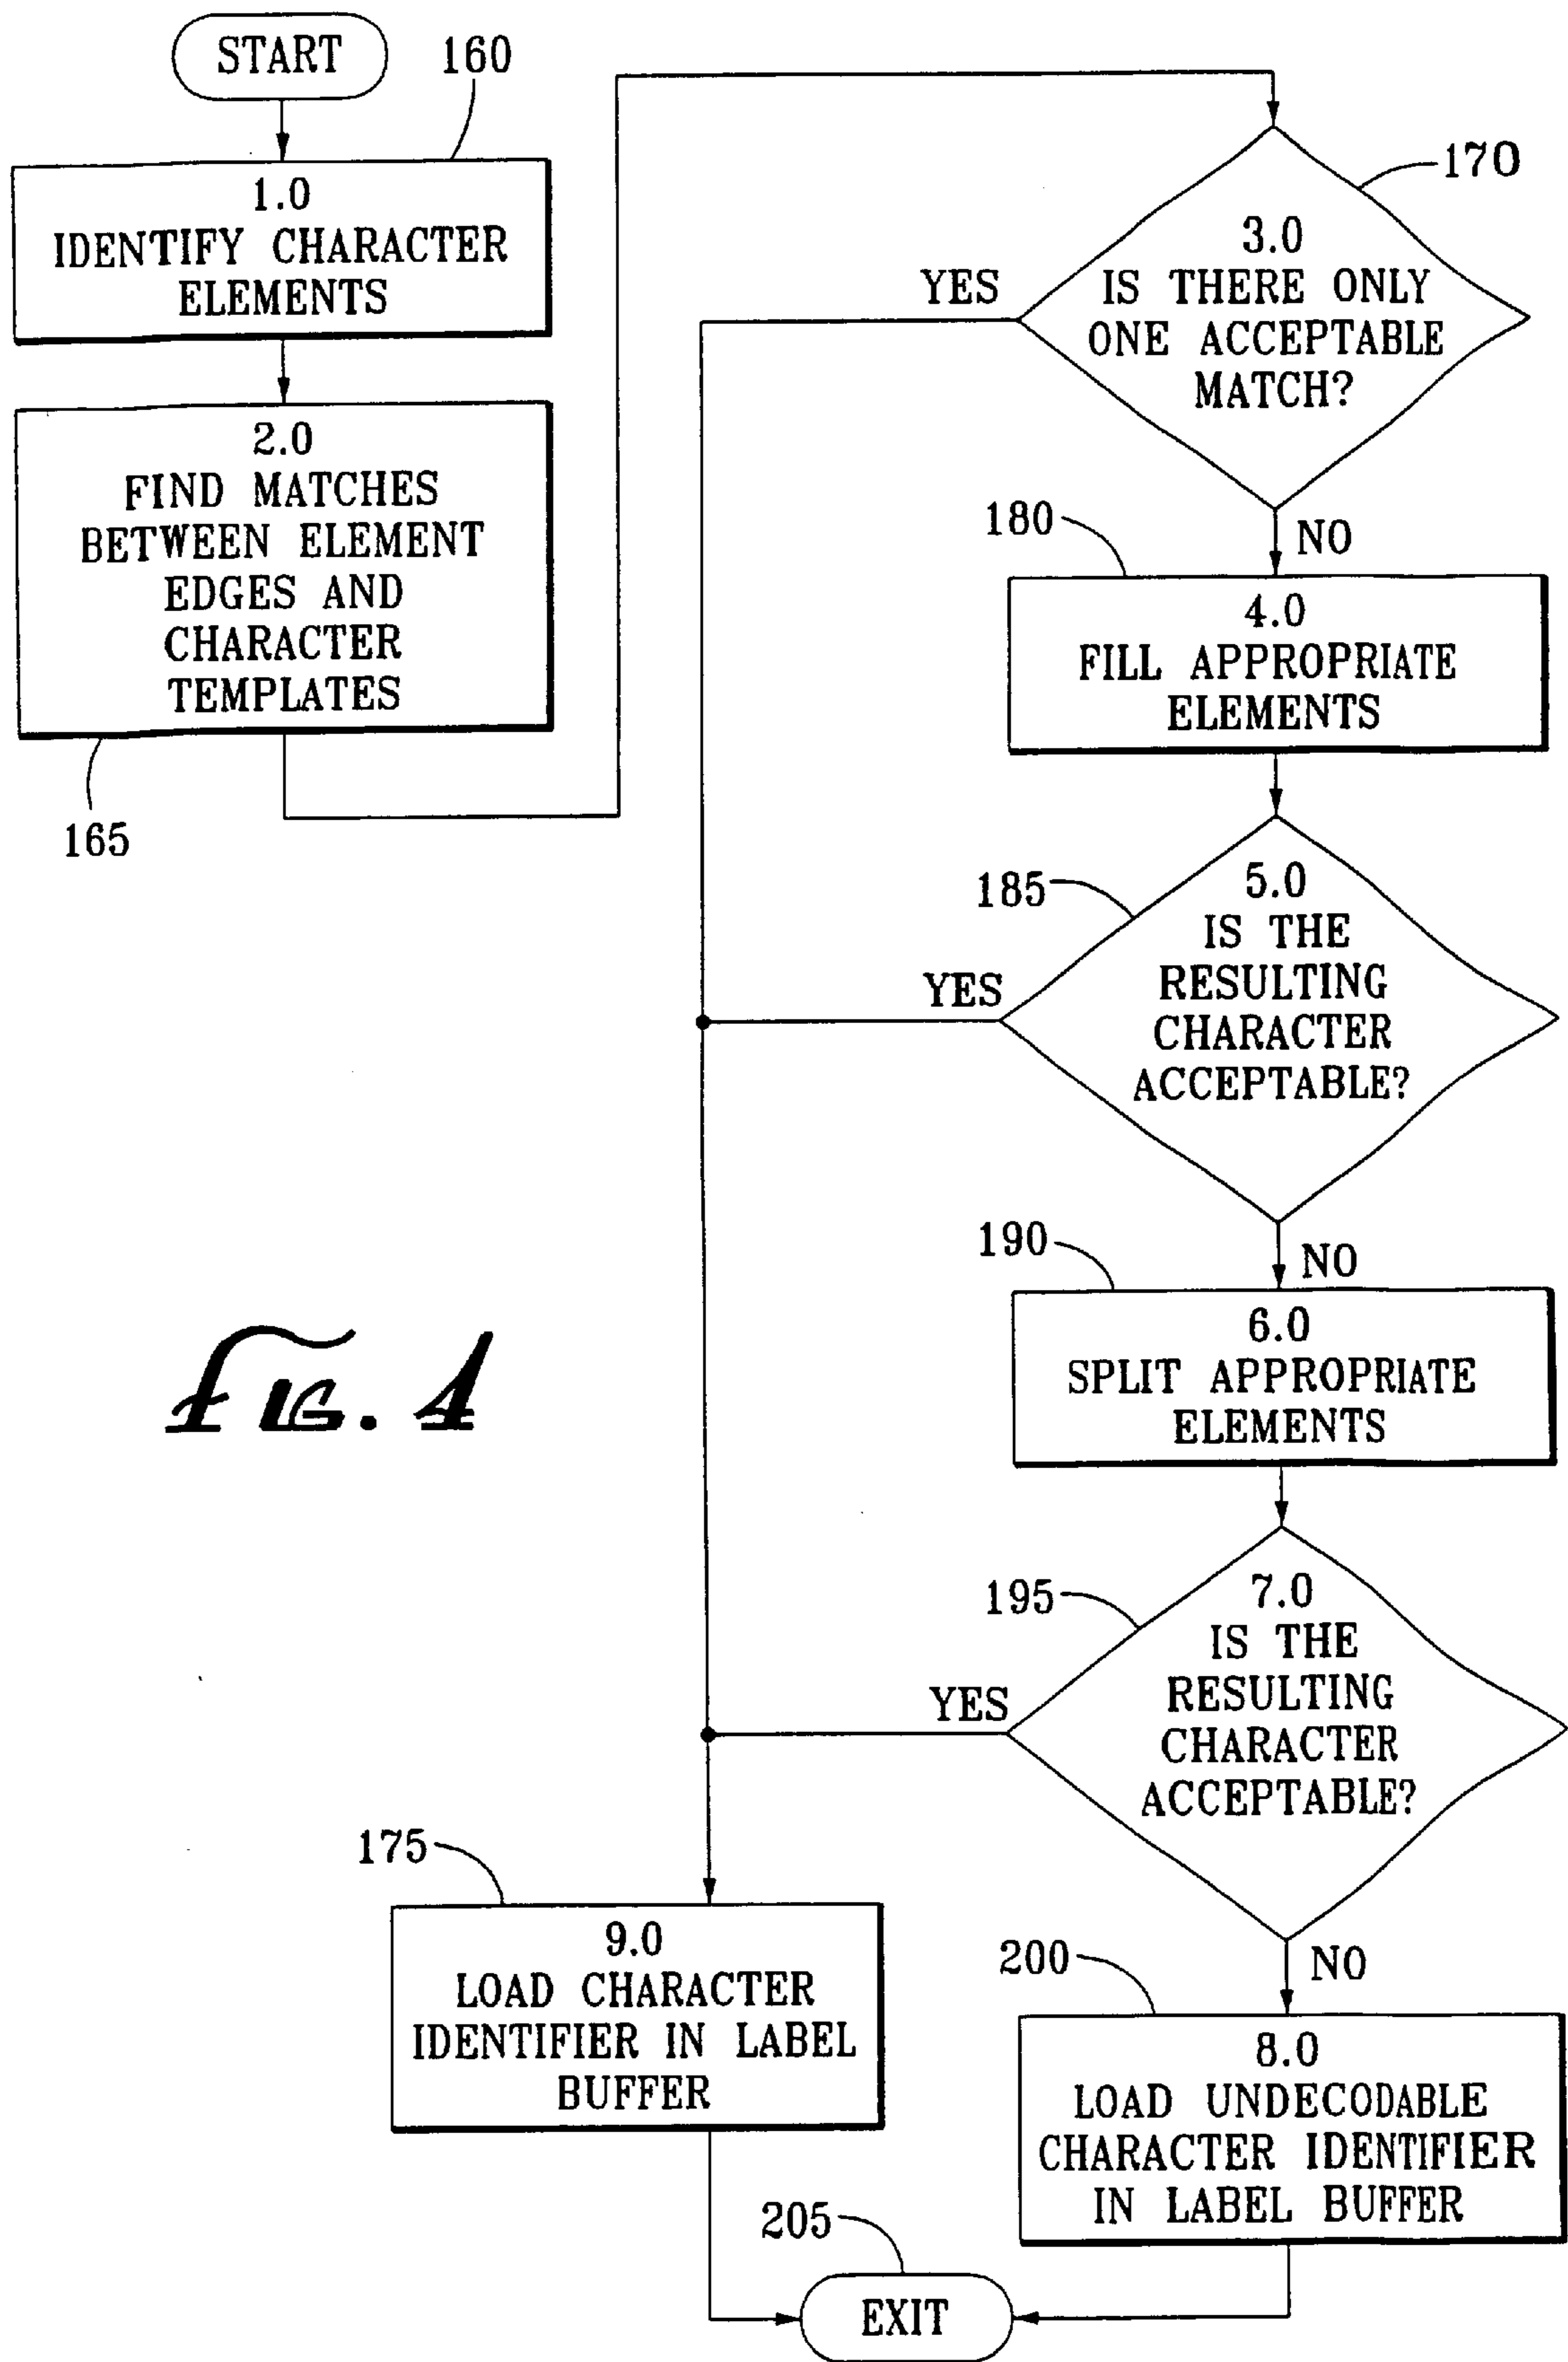 START
160
1.0
IDENTIFY CHARACTER
ELEMENTS
2.0
FIND MATCHES
BETWEEN ELEMENT
EDGES AND
CHARACTER
TEMPLATES
165
170
3.0
IS THERE ONLY
ONE ACCEPTABLE
MATCH?
YES
NO
180
4.0
FILL APPROPRIATE
ELEMENTS
185
5.0
IS THE
RESULTING
CHARACTER
ACCEPTABLE?
YES
NO
190
6.0
SPLIT APPROPRIATE
ELEMENTS
195
7.0
IS THE
RESULTING
CHARACTER
ACCEPTABLE?
YES
NO
175
9.0
LOAD CHARACTER
IDENTIFIER IN LABEL
BUFFER
200
8.0
LOAD UNDECODABLE
CHARACTER IDENTIFIER
IN LABEL BUFFER
205
EXIT
FIG. 4